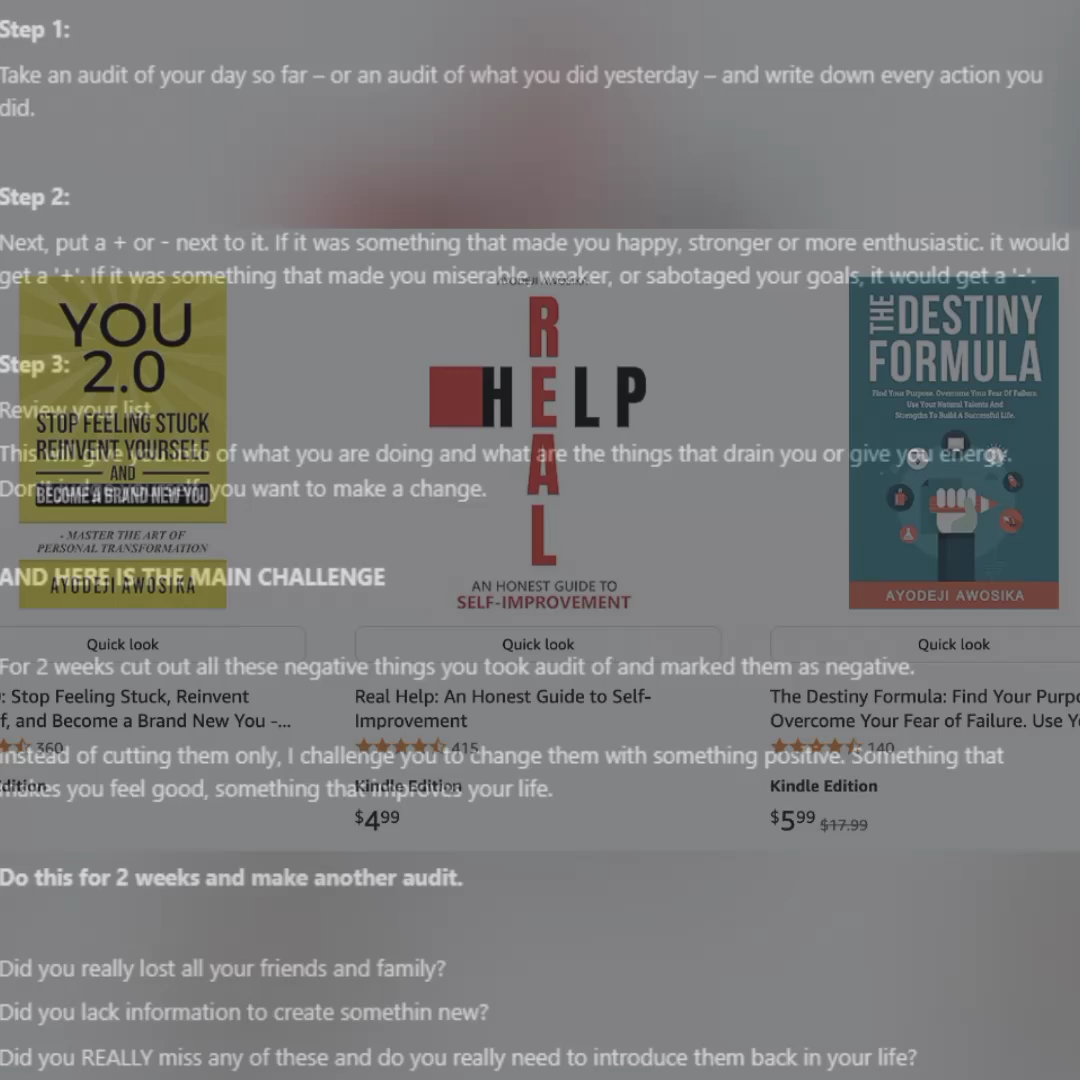 Step 1:
Take an audit of your day so far – or an audit of what you did yesterday – and write down every action you
did.
Step 2:
Next, put a + or - next to it. If it was something that made you happy, stronger or more enthusiastic. it would
get a '+'. If it was something that made you miserable, weaker, or sabotaged your goals, it would get a '-'.
Step 3:
Review your list
This will give you of what you are doing and what are the things that drain you or give you energy.
you want to make a change.
AND HERE IS THE MAIN CHALLENGE
For 2 weeks cut out all these negative things you took audit of and marked them as negative.
Instead of cutting them only, I challenge you to change them with something positive. Something that
makes you feel good, something that improves your life.
Do this for 2 weeks and make another audit.
Did you really lost all your friends and family?
Did you lack information to create somethin new?
Did you REALLY miss any of these and do you really need to introduce them back in your life?
YOU
2.0
STOP FEELING STUCK
REINVENT YOURSELF
AND
BECOME A BRAND NEW YOU
- MASTER THE ART OF
PERSONAL TRANSFORMATION
AYODEJI AWOSIKA
Quick look
: Stop Feeling Stuck, Reinvent
f, and Become a Brand New You -...
360
dition
REAL
HELP
AN HONEST GUIDE TO
SELF-IMPROVEMENT
Quick look
Real Help: An Honest Guide to Self-
Improvement
415
Kindle Edition
$4.99
THE DESTINY
FORMULA
Find Your Purpose. Overcome Your Fear Of Failure.
Use Your Natural Talents And
Strengths To Build A Successful Life.
AYODEJI AWOSIKA
Quick look
The Destiny Formula: Find Your Purpo
Overcome Your Fear of Failure. Use Yo
140
Kindle Edition
$5.99 $17.99